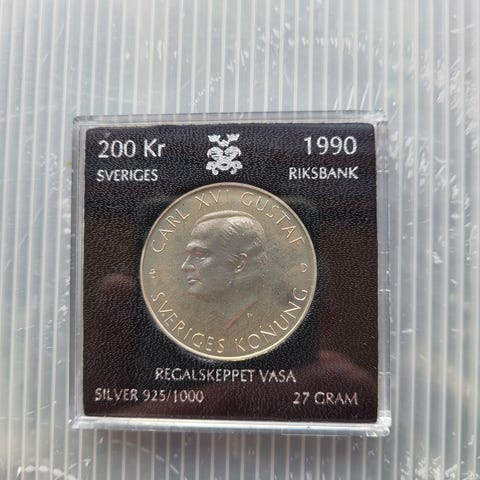 200 Kr 1990
SVERIGES RIKSBANK
CARL XVI GUSTAF
SVERIGES KONUNG
REGALSKEPPET VASA
SILVER 925/1000 27 GRAM